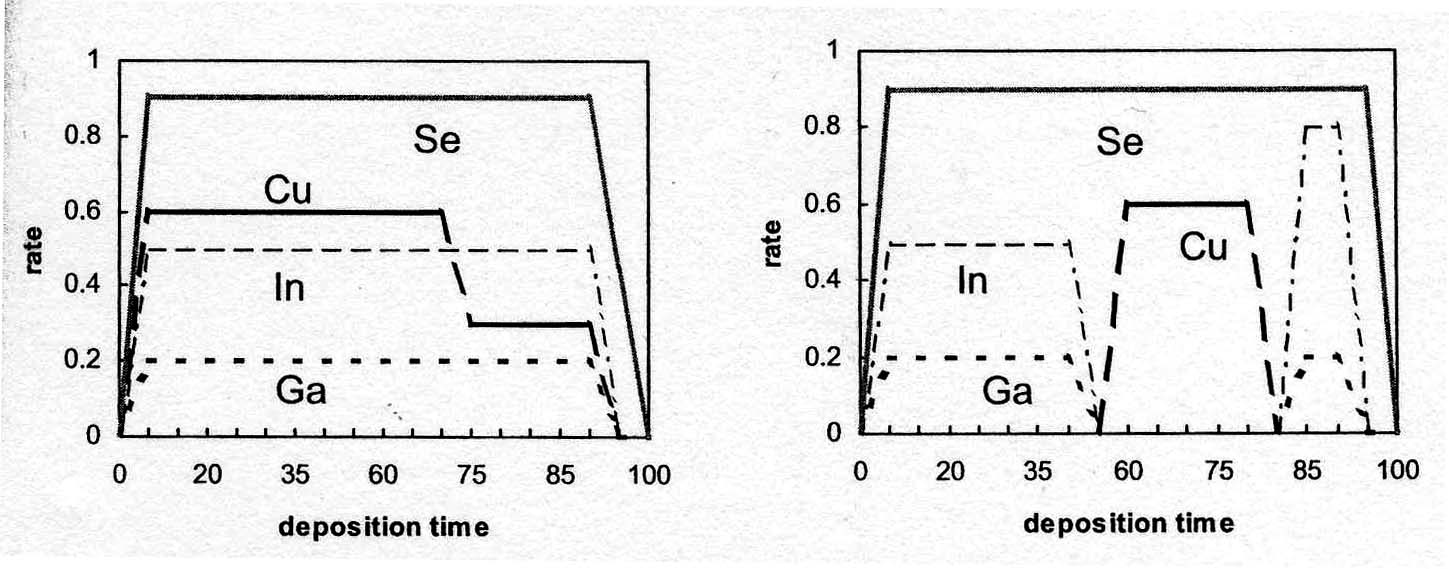 1
0.8
0.6
0.4
0.2
0
rate
Se
Cu
In
Ga
0 20 35 60 75 85 100
deposition time
1
0.8
0.6
0.4
0.2
0
rate
Se
Cu
In
Ga
0 20 35 60 75 85 100
deposition time